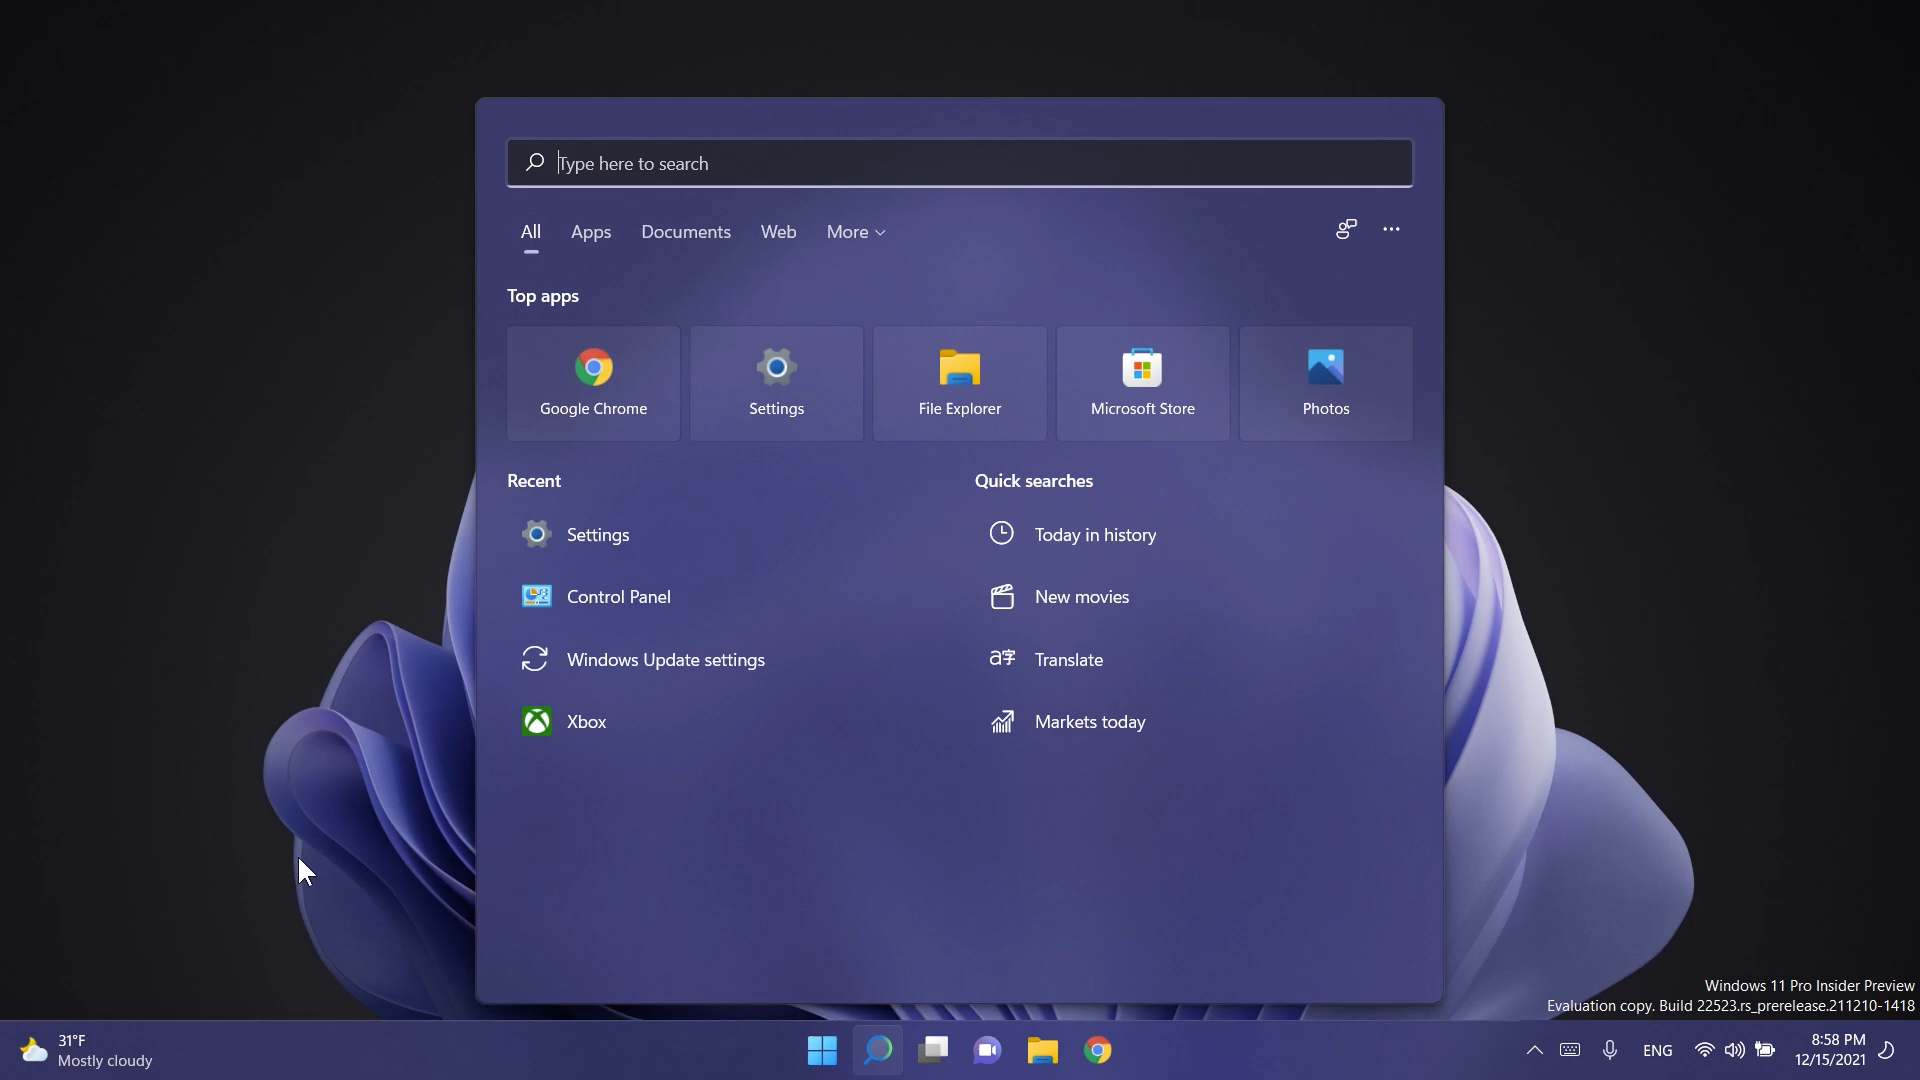 Type here to search
All Apps Documents Web More
Top apps
Google Chrome Settings File Explorer Microsoft Store Photos
Recent
Settings
Control Panel
Windows Update settings
Xbox
Quick searches
Today in history
New movies
Translate
Markets today
Windows 11 Pro Insider Preview
Evaluation copy. Build 22523.rs_prerelease.211210-1418
31°F
Mostly cloudy
ENG
8:58 PM
12/15/2021